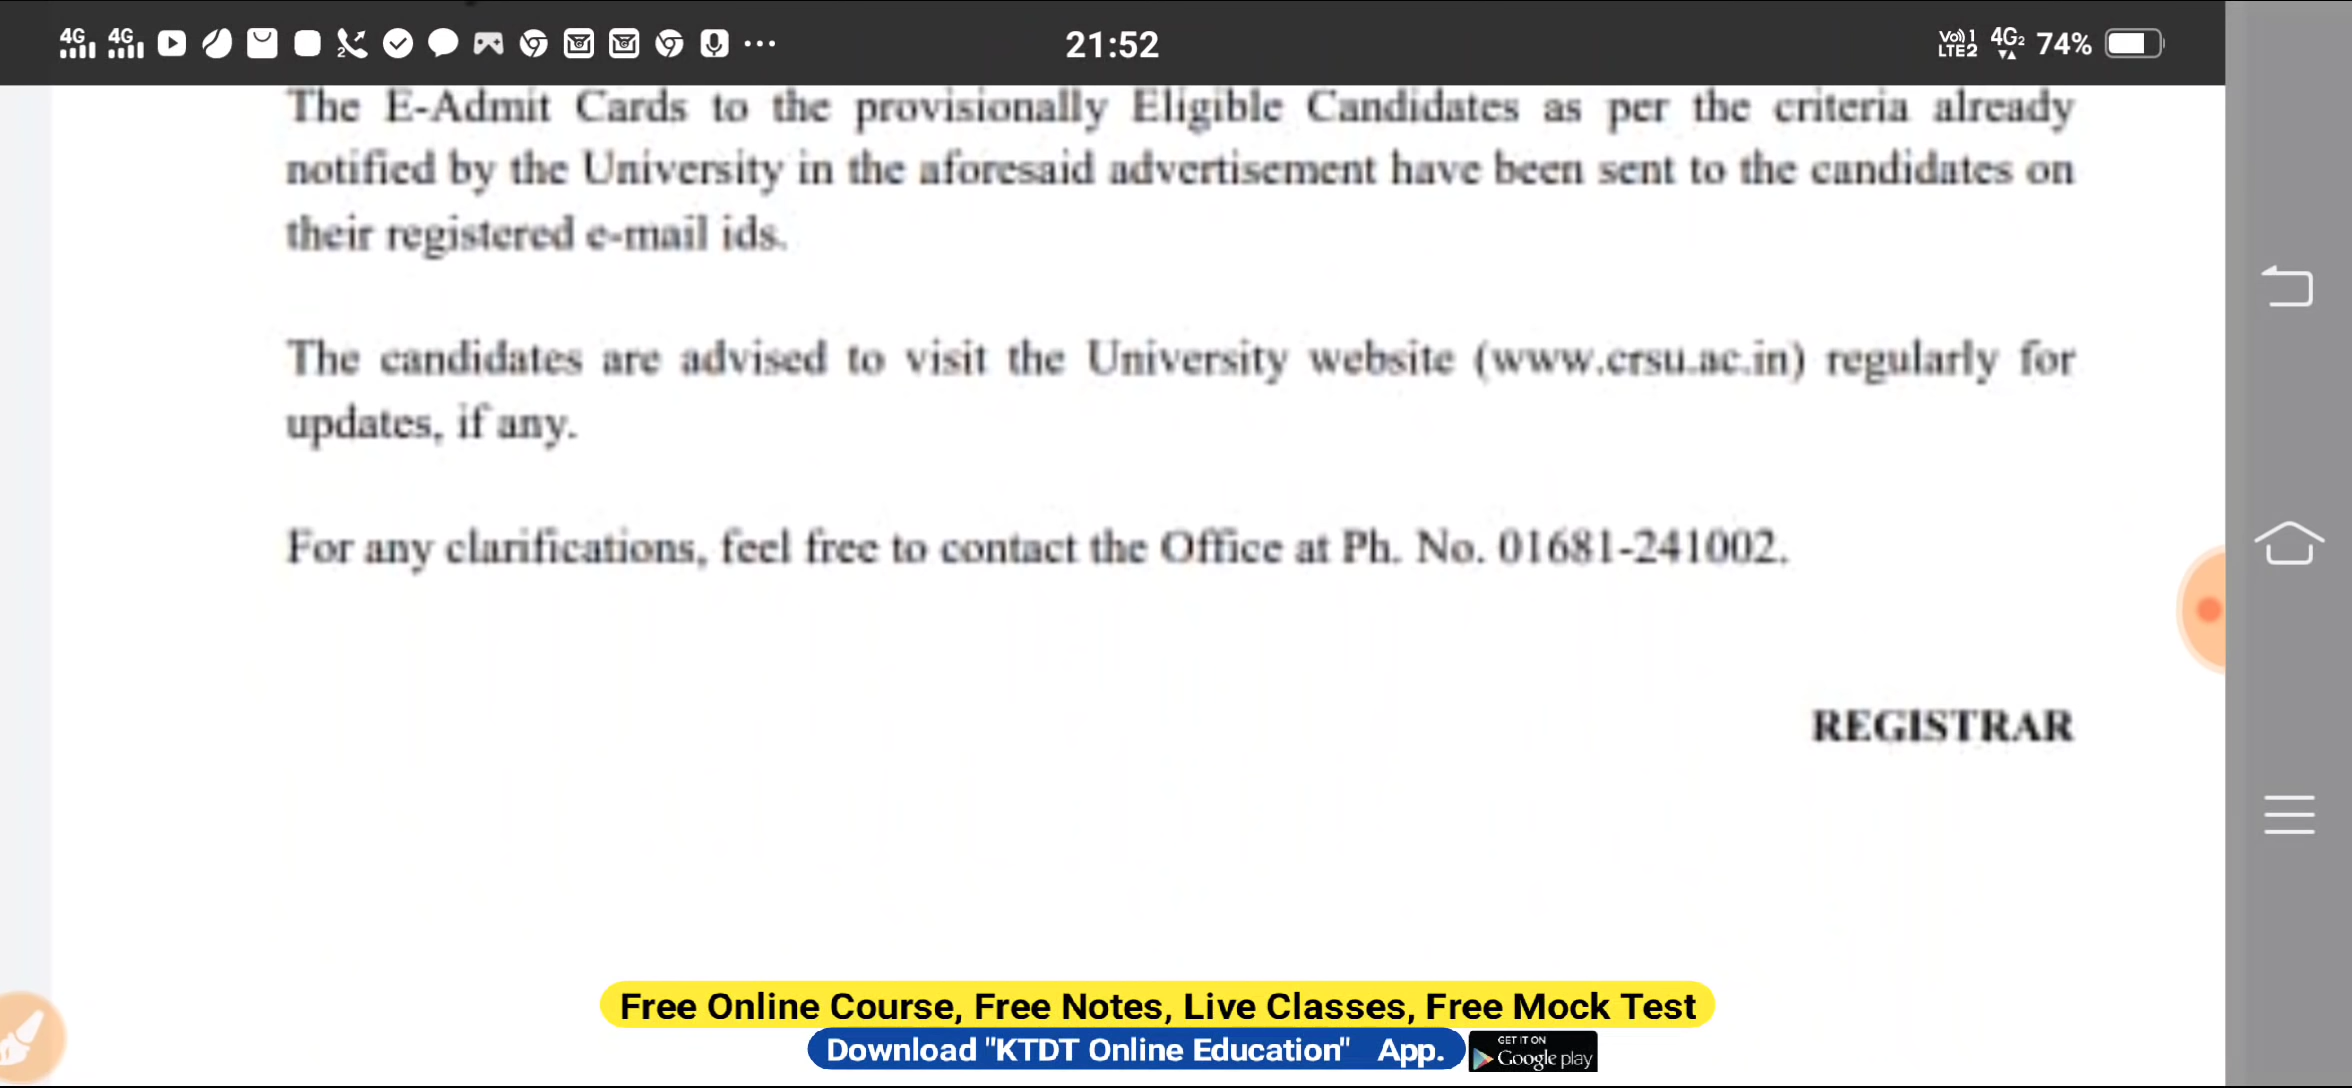 4G 4G 2 ... 21:52 Vo)) 1 LTE2 4G2 74%
The E-Admit Cards to the provisionally Eligible Candidates as per the criteria already
notified by the University in the aforesaid advertisement have been sent to the candidates on
their registered e-mail ids.
The candidates are advised to visit the University website (www.crsu.ac.in) regularly for
updates, if any.
For any clarifications, feel free to contact the Office at Ph. No. 01681-241002.
REGISTRAR
Free Online Course, Free Notes, Live Classes, Free Mock Test
Download "KTDT Online Education" App.
GET IT ON
Google play